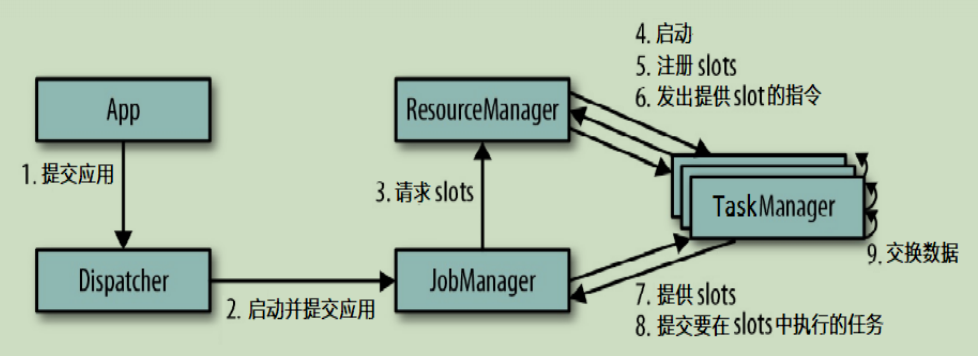 App
ResourceManager
4. 启动
5. 注册 slots
6. 发出提供 slot 的指令
1. 提交应用
3. 请求 slots
TaskManager
Dispatcher
2. 启动并提交应用
JobManager
7. 提供 slots
8. 提交要在 slots 中执行的任务
9. 交换数据